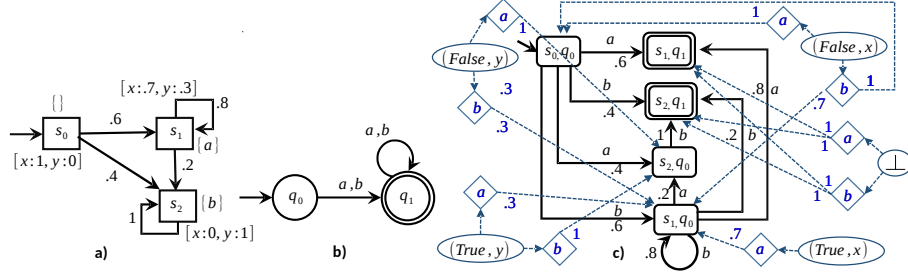 {}
s0
[x:1, y:0]
.6
.4
[x:.7, y:.3]
s1
.8
{a}
.2
s2
{b}
1
[x:0, y:1]
a)
q0
a,b
a,b
q1
b)
(False, y)
a
1
.3
b
.3
s0,q0
a
.6
s1,q1
b
.4
s2,q1
a
.4
1
b
s2,q0
.2
a
b
.6
s1,q0
.8
b
.2
b
.8
a
1
a
(False, x)
b
1
.7
a
1
⊥
b
1
a
.3
(True, y)
b
1
.7
a
(True, x)
c)